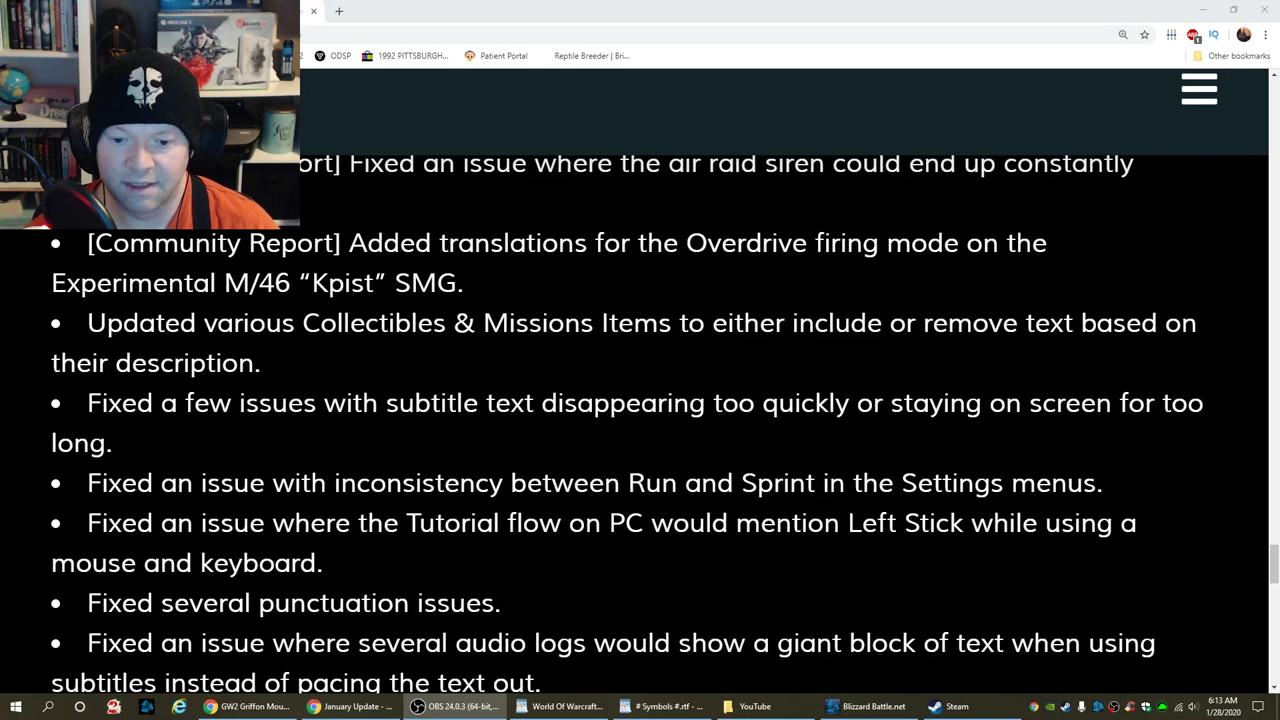 PS4
XBOX ONE X
ODSP
1992 PITTSBURGH...
Patient Portal
Reptile Breeder | Bri...
Other bookmarks
ort] Fixed an issue where the air raid siren could end up constantly
• [Community Report] Added translations for the Overdrive firing mode on the
Experimental M/46 “Kpist” SMG.
• Updated various Collectibles & Missions Items to either include or remove text based on
their description.
• Fixed a few issues with subtitle text disappearing too quickly or staying on screen for too
long.
• Fixed an issue with inconsistency between Run and Sprint in the Settings menus.
• Fixed an issue where the Tutorial flow on PC would mention Left Stick while using a
mouse and keyboard.
• Fixed several punctuation issues.
• Fixed an issue where several audio logs would show a giant block of text when using
subtitles instead of pacing the text out.
GW2 Griffon Mou...
January Update - ...
OBS 24.0.3 (64-bit,...
World Of Warcraf...
# Symbols #.rtf - ...
YouTube
Blizzard Battle.net
Steam
6:13 AM
1/28/2020